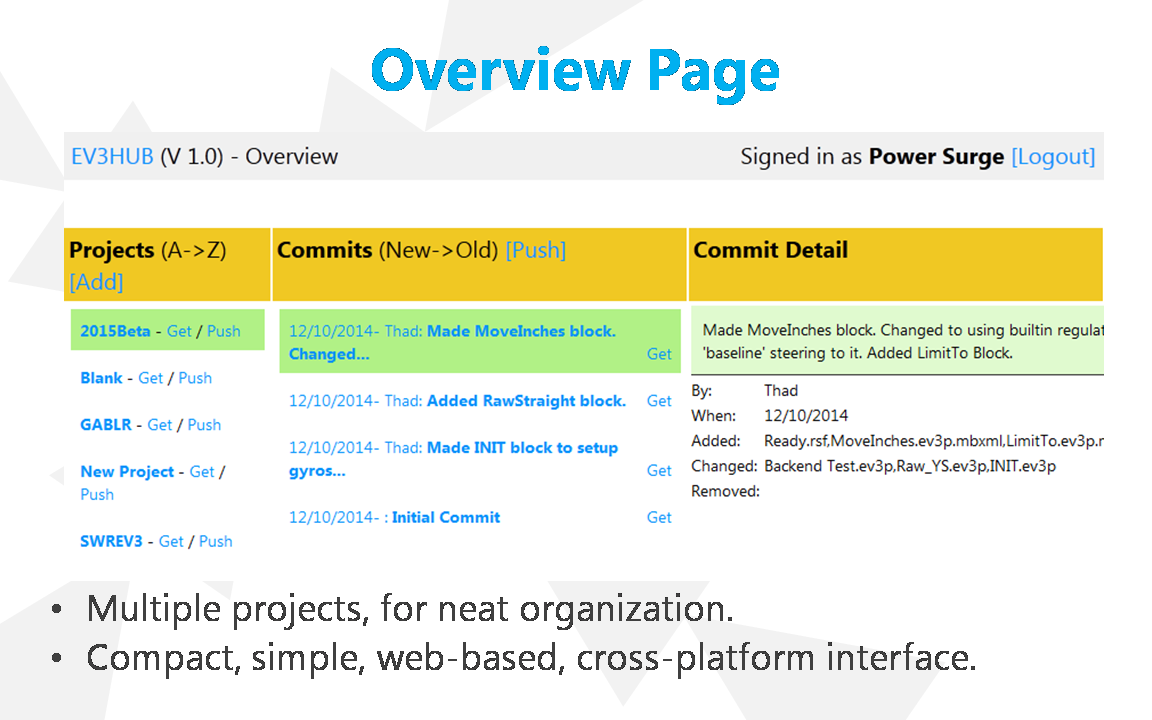 Overview Page
EV3HUB (V 1.0) - Overview
Signed in as Power Surge [Logout]
Projects (A->Z)
[Add]
2015Beta - Get / Push
Blank - Get / Push
GABLR - Get / Push
New Project - Get /
Push
SWREV3 - Get / Push
Commits (New->Old) [Push]
12/10/2014- Thad: Made MoveInches block.
Changed... Get
12/10/2014- Thad: Added RawStraight block. Get
12/10/2014- Thad: Made INIT block to setup
gyros... Get
12/10/2014- : Initial Commit Get
Commit Detail
Made MoveInches block. Changed to using builtin regulat
'baseline' steering to it. Added LimitTo Block.
By: Thad
When: 12/10/2014
Added: Ready.rsf,MoveInches.ev3p.mbxml,LimitTo.ev3p.r
Changed: Backend Test.ev3p,Raw_YS.ev3p,INIT.ev3p
Removed:
• Multiple projects, for neat organization.
• Compact, simple, web-based, cross-platform interface.